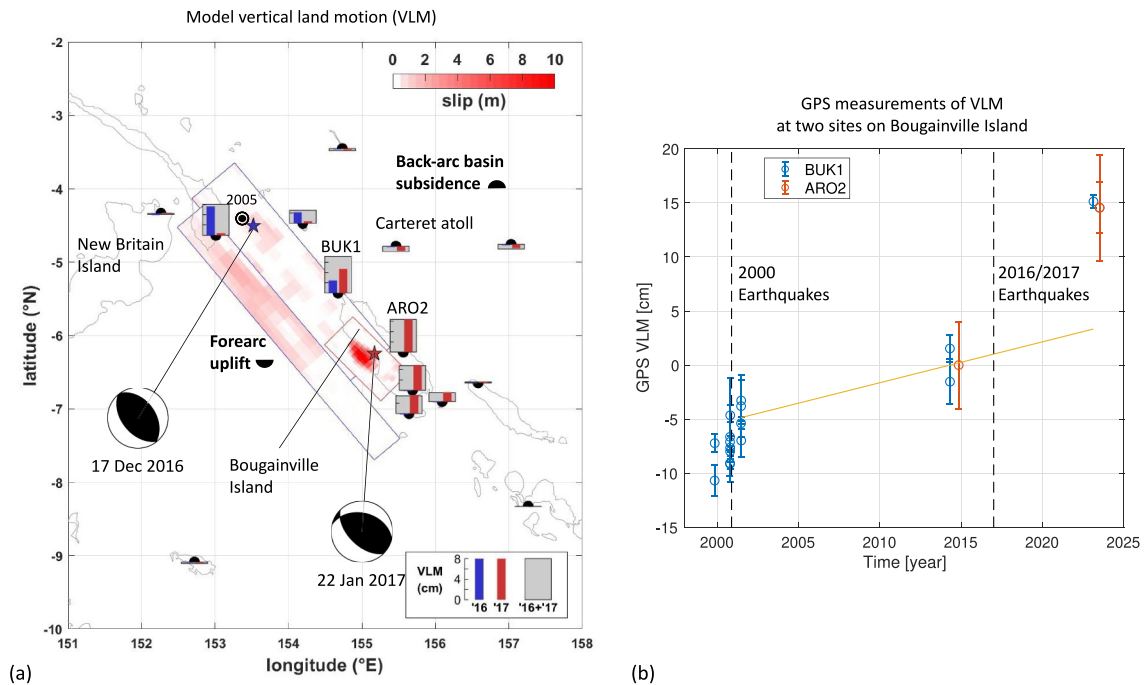 Model vertical land motion (VLM)
-2
-3
-4
-5
-6
-7
-8
-9
-10
latitude (°N)
151
152
153
154
155
156
157
158
longitude (°E)
0 2 4 6 8 10
slip (m)
Back-arc basin
subsidence
2005
Carteret atoll
New Britain
Island
BUK1
ARO2
Forearc
uplift
17 Dec 2016
Bougainville
Island
22 Jan 2017
VLM
(cm)
8
4
0
'16 '17 '16+'17
(a)
GPS measurements of VLM
at two sites on Bougainville Island
20
15
10
5
0
-5
-10
-15
GPS VLM [cm]
BUK1
ARO2
2000
Earthquakes
2016/2017
Earthquakes
2000
2005
2010
2015
2020
2025
Time [year]
(b)